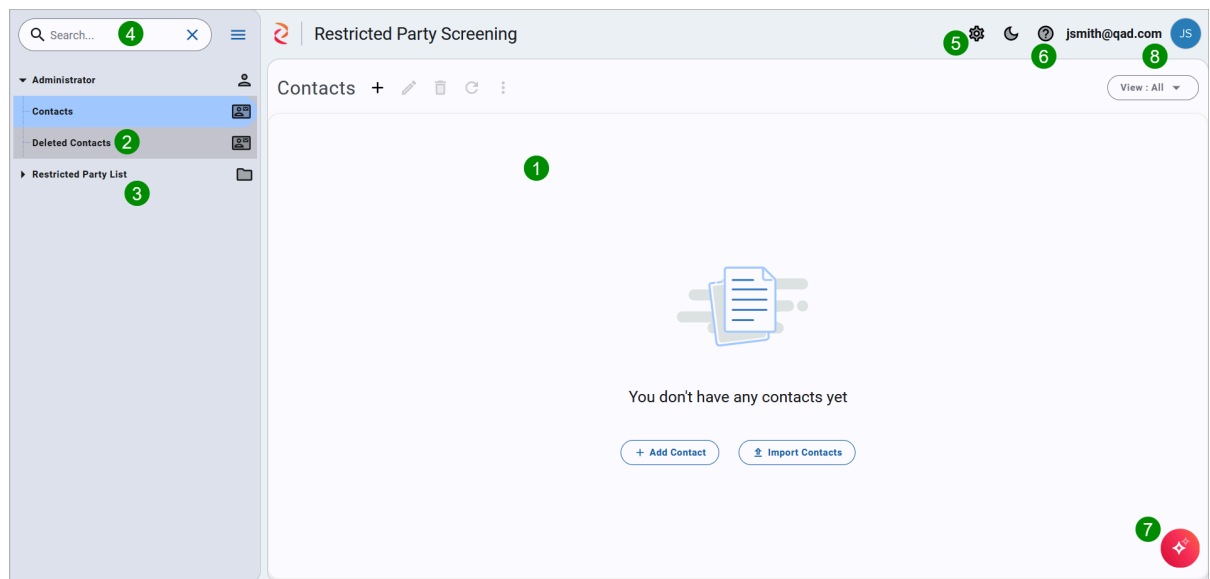 Search...
4
Restricted Party Screening
5
6
jsmith@qad.com
JS
8
Administrator
Contacts
Deleted Contacts
2
Restricted Party List
3
Contacts
View : All
1
You don't have any contacts yet
+ Add Contact
Import Contacts
7